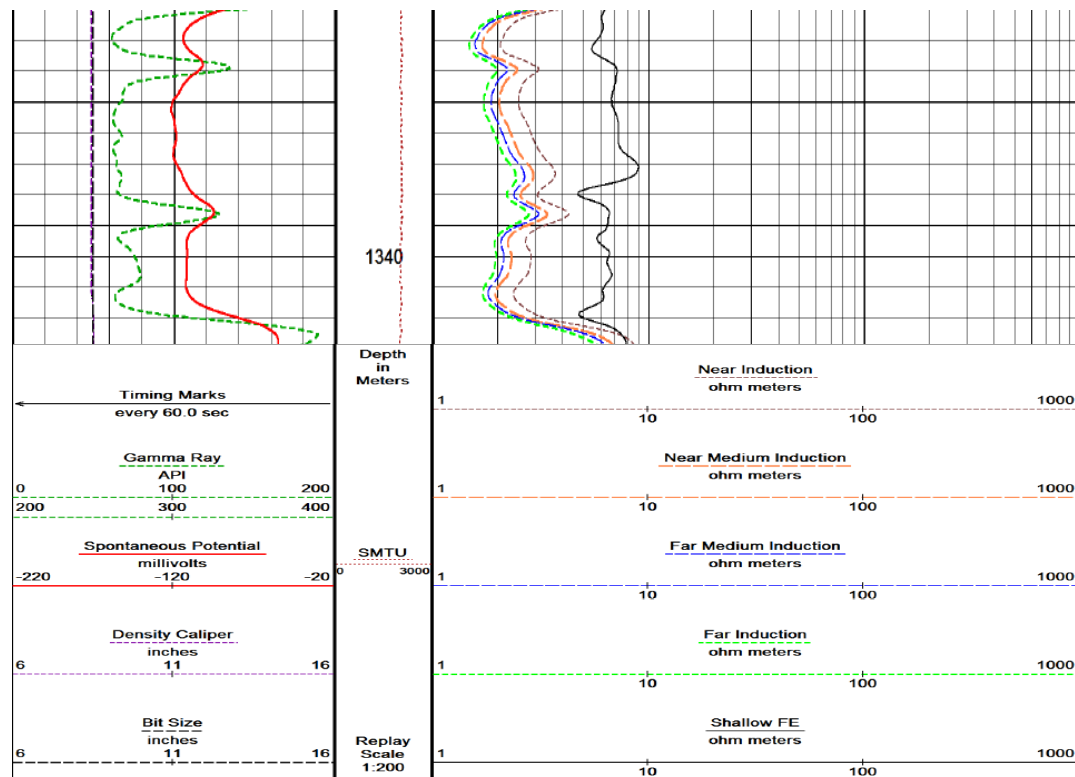 1340
Timing Marks
every 60.0 sec
Gamma Ray
API
0 100 200
200 300 400
Spontaneous Potential
millivolts
-220 -120 -20
Density Caliper
inches
6 11 16
Bit Size
inches
6 11 16
Depth
in
Meters
SMTU
0 3000
Replay
Scale
1:200
Near Induction
ohm meters
1 10 100 1000
Near Medium Induction
ohm meters
1 10 100 1000
Far Medium Induction
ohm meters
1 10 100 1000
Far Induction
ohm meters
1 10 100 1000
Shallow FE
ohm meters
1 10 100 1000